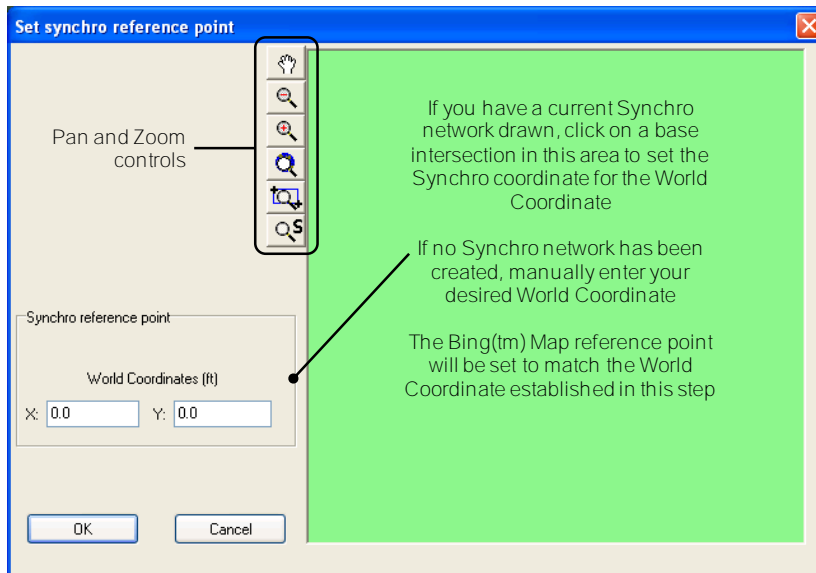 Set synchro reference point
S
Pan and Zoom
controls
If you have a current Synchro
network drawn, click on a base
intersection in this area to set the
Synchro coordinate for the World
Coordinate
If no Synchro network has been
created, manually enter your
desired World Coordinate
The Bing(tm) Map reference point
will be set to match the World
Coordinate established in this step
Synchro reference point
World Coordinates (ft)
X: 0.0 Y: 0.0
OK Cancel